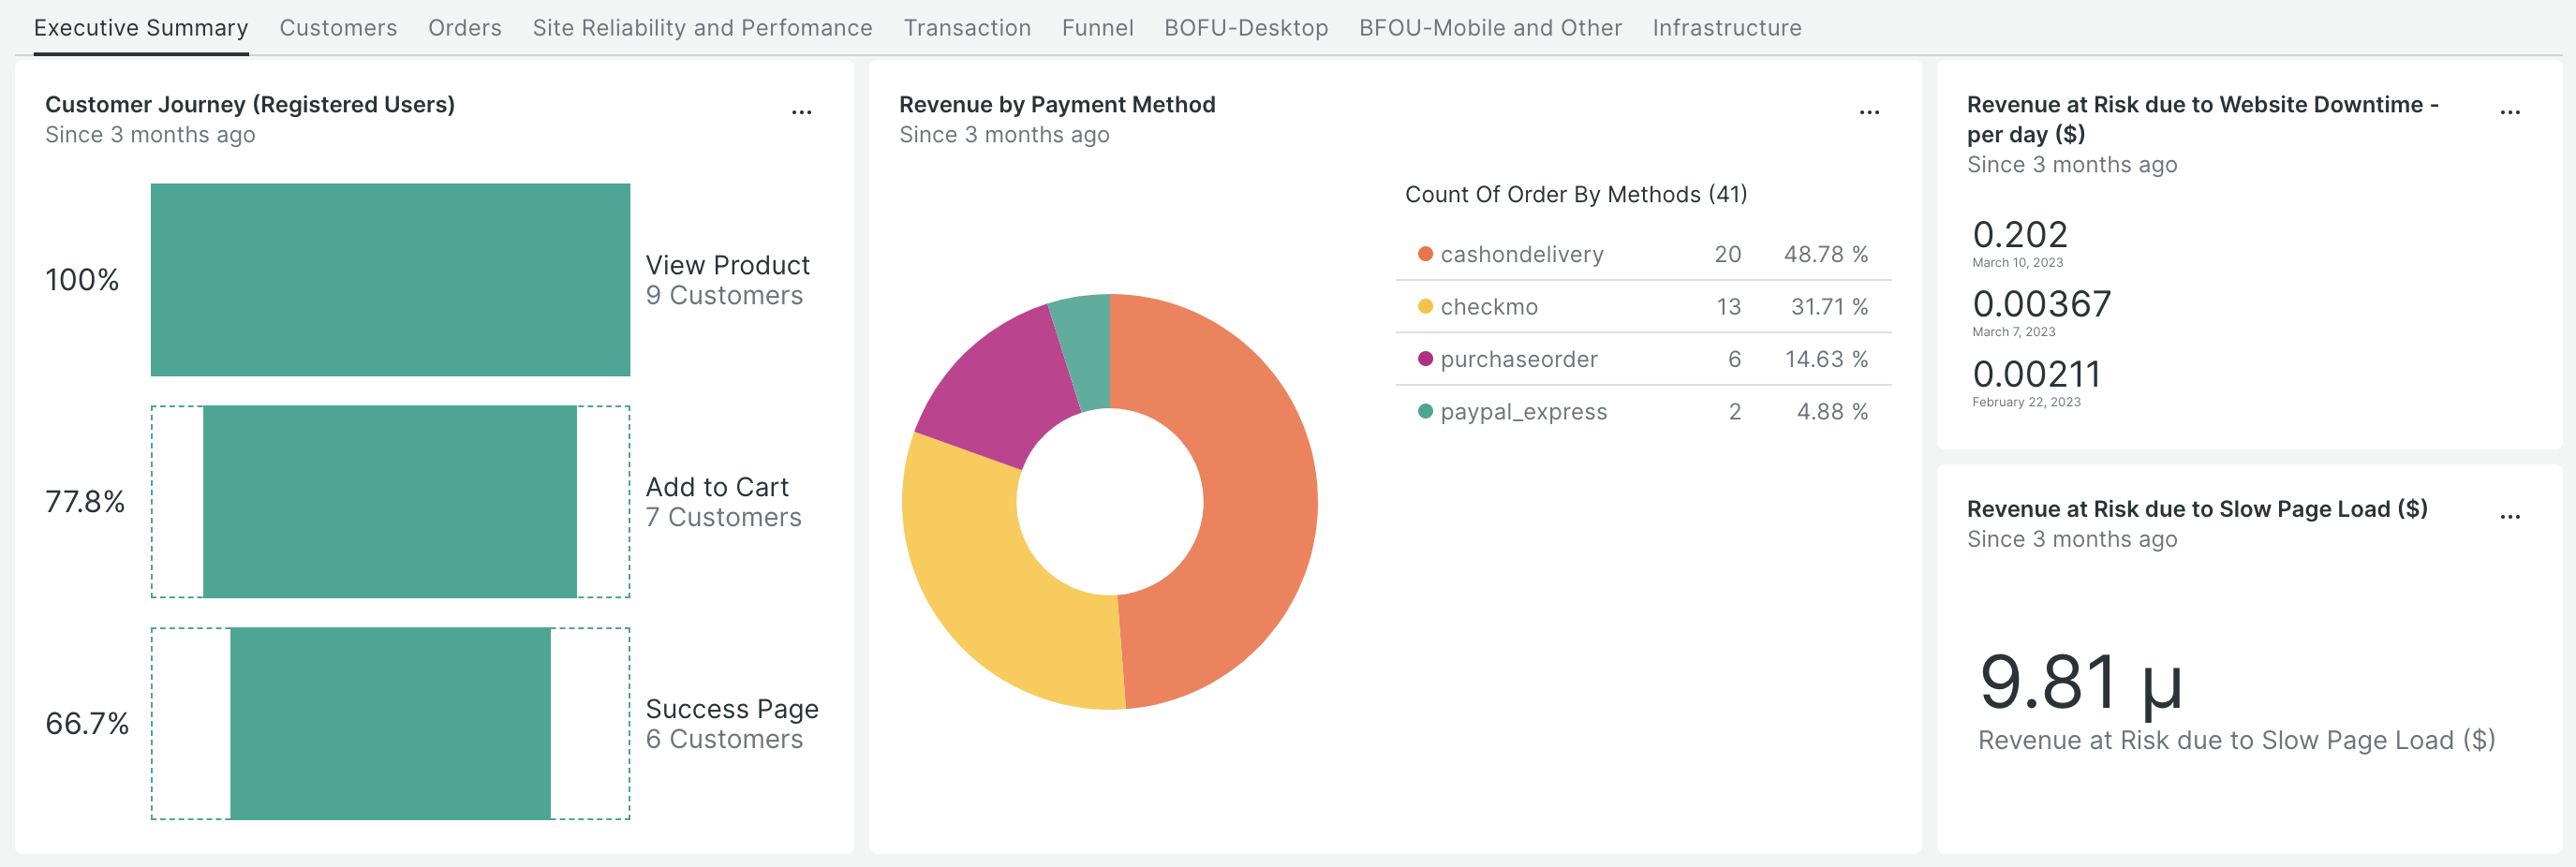 Executive Summary Customers Orders Site Reliability and Perfomance Transaction Funnel BOFU-Desktop BFOU-Mobile and Other Infrastructure
Customer Journey (Registered Users) ...
Since 3 months ago
100%
View Product
9 Customers
77.8%
Add to Cart
7 Customers
66.7%
Success Page
6 Customers
Revenue by Payment Method ...
Since 3 months ago
Count Of Order By Methods (41)
cashondelivery 20 48.78 %
checkmo 13 31.71 %
purchaseorder 6 14.63 %
paypal_express 2 4.88 %
Revenue at Risk due to Website Downtime - ...
per day ($)
Since 3 months ago
0.202
March 10, 2023
0.00367
March 7, 2023
0.00211
February 22, 2023
Revenue at Risk due to Slow Page Load ($) ...
Since 3 months ago
9.81 μ
Revenue at Risk due to Slow Page Load ($)